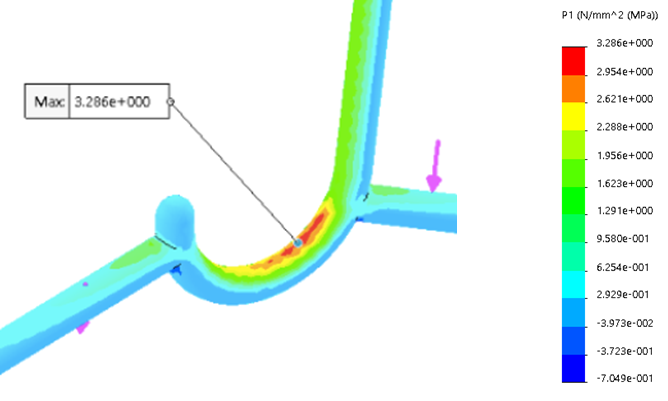 P1 (N/mm^2 (MPa))
3.286e+000
2.954e+000
2.621e+000
2.288e+000
1.956e+000
1.623e+000
1.291e+000
9.580e-001
6.254e-001
2.929e-001
-3.973e-002
-3.723e-001
-7.049e-001
Max: 3.286e+000